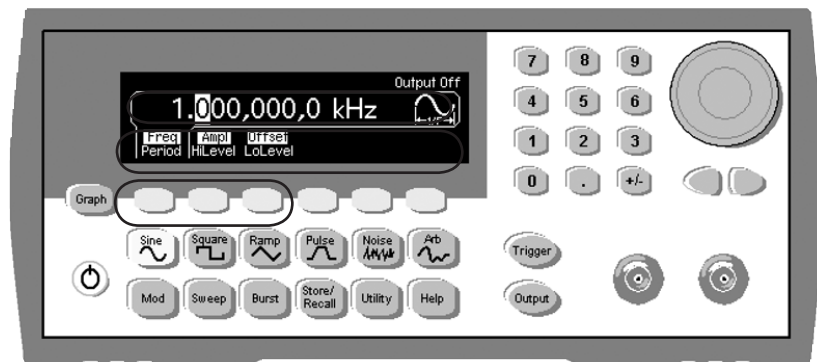 Output Off
1.000,000,0 kHz
1/F
Freq Ampl Offset
Period HiLevel LoLevel
7 8 9
4 5 6
1 2 3
0 . +/-
Graph
Sine Square Ramp Pulse Noise Arb
Mod Sweep Burst Store/
Recall Utility Help
Trigger
Output